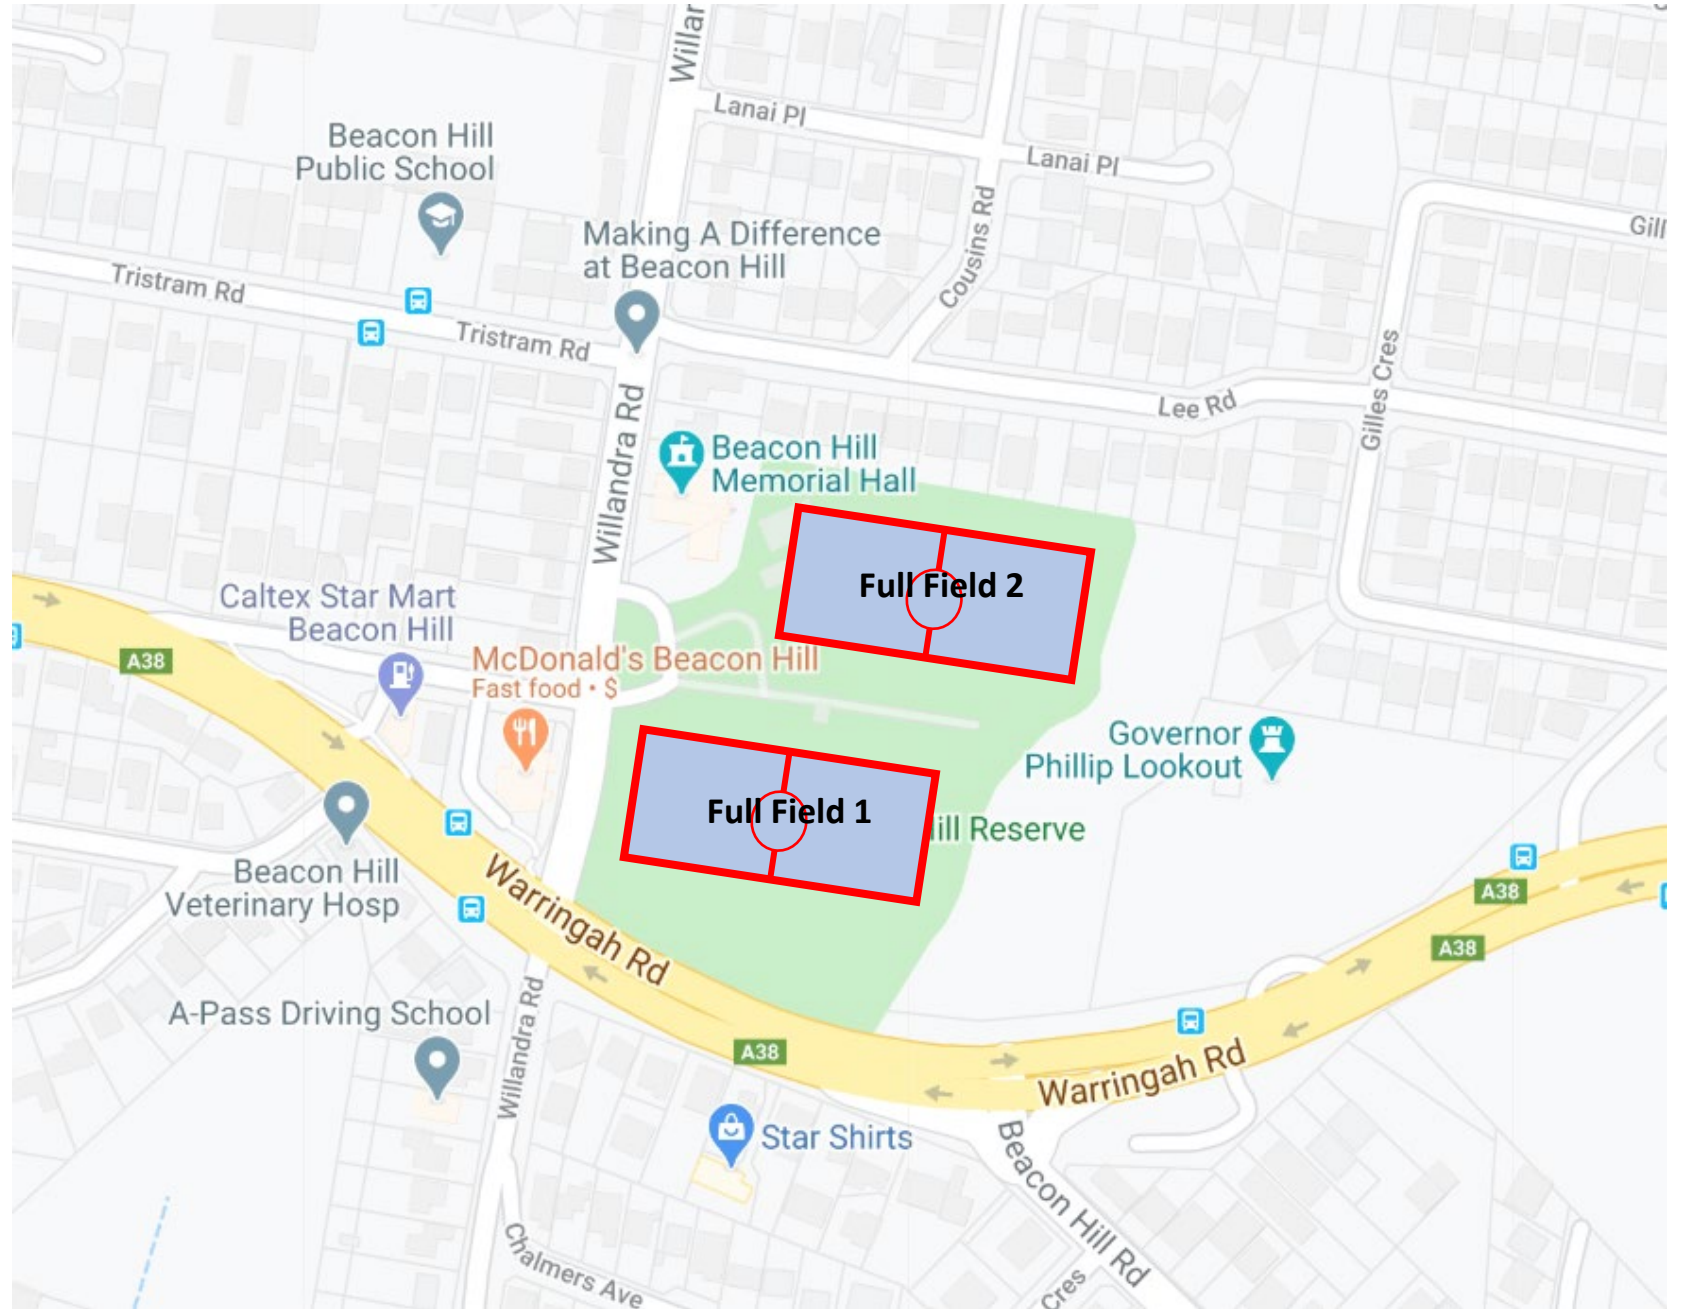 Willar
Lanai Pl
Lanai Pl
Beacon Hill
Public School
Cousins Rd
Gill
Making A Difference
at Beacon Hill
Tristram Rd
Tristram Rd
Lee Rd
Gilles Cres
Willandra Rd
Beacon Hill
Memorial Hall
Full Field 2
Caltex Star Mart
Beacon Hill
A38
McDonald's Beacon Hill
Fast food • $
Governor
Phillip Lookout
Full Field 1
ill Reserve
Beacon Hill
Veterinary Hosp
Warringah Rd
A38
A38
A-Pass Driving School
Willandra Rd
A38
Warringah Rd
Star Shirts
Beacon Hill Rd
Chalmers Ave
Cres